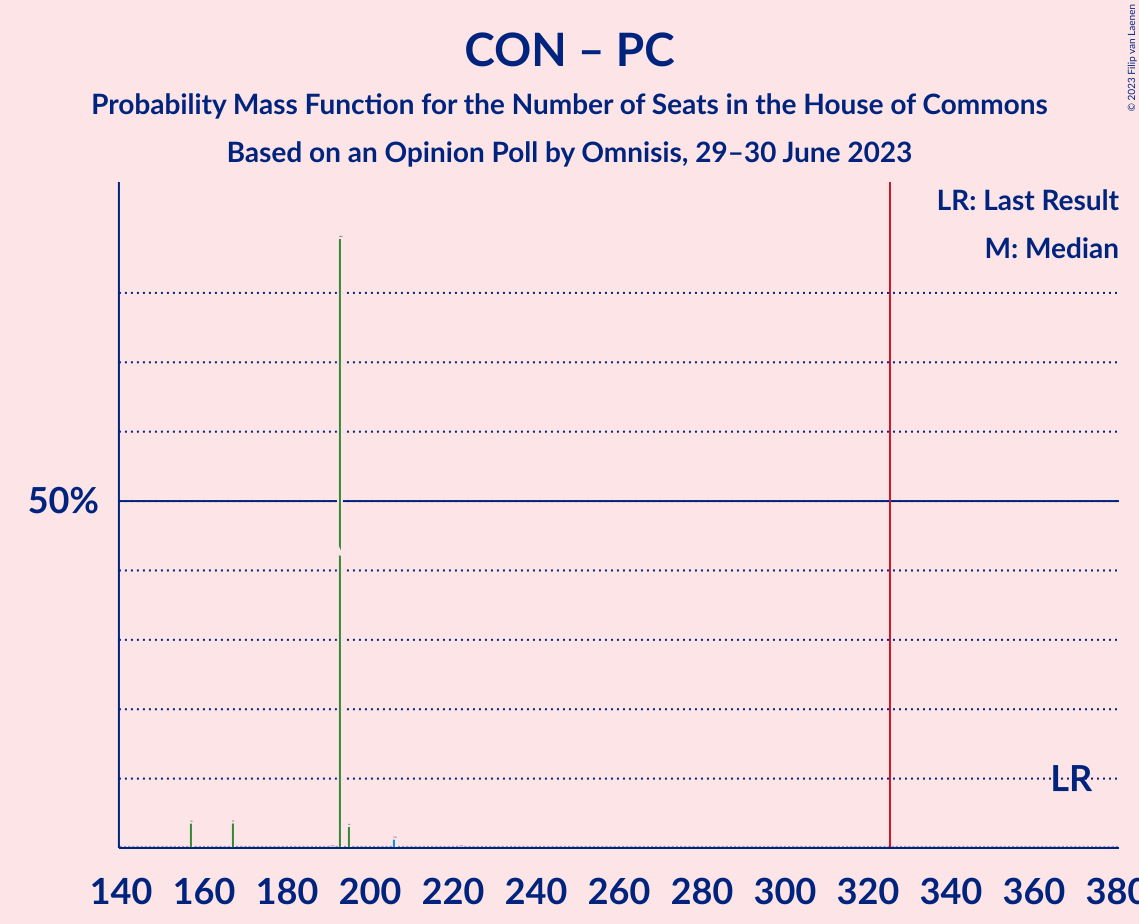 CON – PC
Probability Mass Function for the Number of Seats in the House of Commons
Based on an Opinion Poll by Omnisis, 29–30 June 2023
© 2023 Filip van Laenen
LR: Last Result
M: Median
50%
LR
140 160 180 200 220 240 260 280 300 320 340 360 380